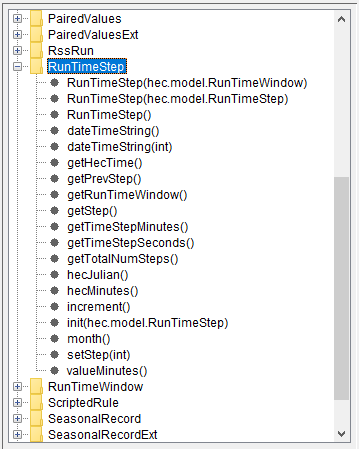 PairedValues
PairedValuesExt
RssRun
RunTimeStep
RunTimeStep(hec.model.RunTimeWindow)
RunTimeStep(hec.model.RunTimeStep)
RunTimeStep()
dateTimeString()
dateTimeString(int)
getHecTime()
getPrevStep()
getRunTimeWindow()
getStep()
getTimeStepMinutes()
getTimeStepSeconds()
getTotalNumSteps()
hecJulian()
hecMinutes()
increment()
init(hec.model.RunTimeStep)
month()
setStep(int)
valueMinutes()
RunTimeWindow
ScriptedRule
SeasonalRecord
SeasonalRecordExt